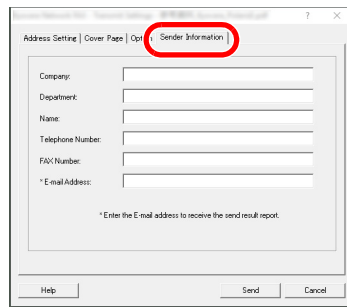 ? ×
Address Setting Cover Page Option Sender Information
Company:
Department:
Name:
Telephone Number:
FAX Number:
* E-mail Address:
* Enter the E-mail address to receive the send result report.
Help Send Cancel